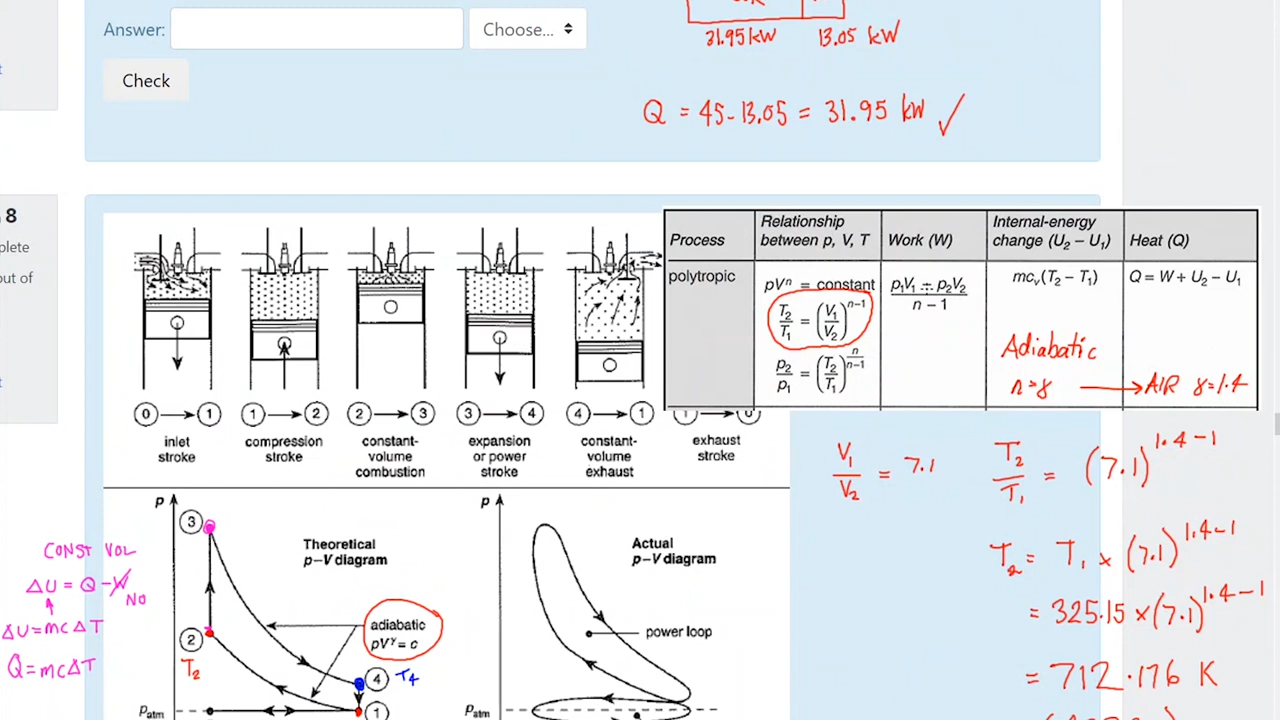 Answer:
Choose...
Check
31.95 kW 13.05 kW
Q = 45-13.05 = 31.95 kW ✓
8
plete
out of
Process
Relationship between p, V, T
Work (W)
Internal-energy change (U₂ – U₁)
Heat (Q)
polytropic
pVⁿ = constant
T₂/T₁ = (V₁/V₂)ⁿ⁻¹
p₂/p₁ = (T₂/T₁)^(n/(n-1))
p₁V₁ ÷ p₂V₂ / n – 1
mcᵥ(T₂ – T₁)
Q = W + U₂ – U₁
Adiabatic
n=γ → AIR γ=1.4
0 → 1
inlet
stroke
1 → 2
compression
stroke
2 → 3
constant-
volume
combustion
3 → 4
expansion
or power
stroke
4 → 1
constant-
volume
exhaust
exhaust
stroke
V₁/V₂ = 7.1
T₂/T₁ = (7.1)^1.4-1
T₂ = T₁ × (7.1)^1.4-1
= 325.15 × (7.1)^1.4-1
= 712.176 K
p
3
Theoretical
p–V diagram
2
T₂
adiabatic
pVᵞ = c
4 T₄
1
Patm
CONST VOL
ΔU = Q - W
NO
ΔU = mcΔT
Q = mcΔT
p
Actual
p–V diagram
power loop
Patm